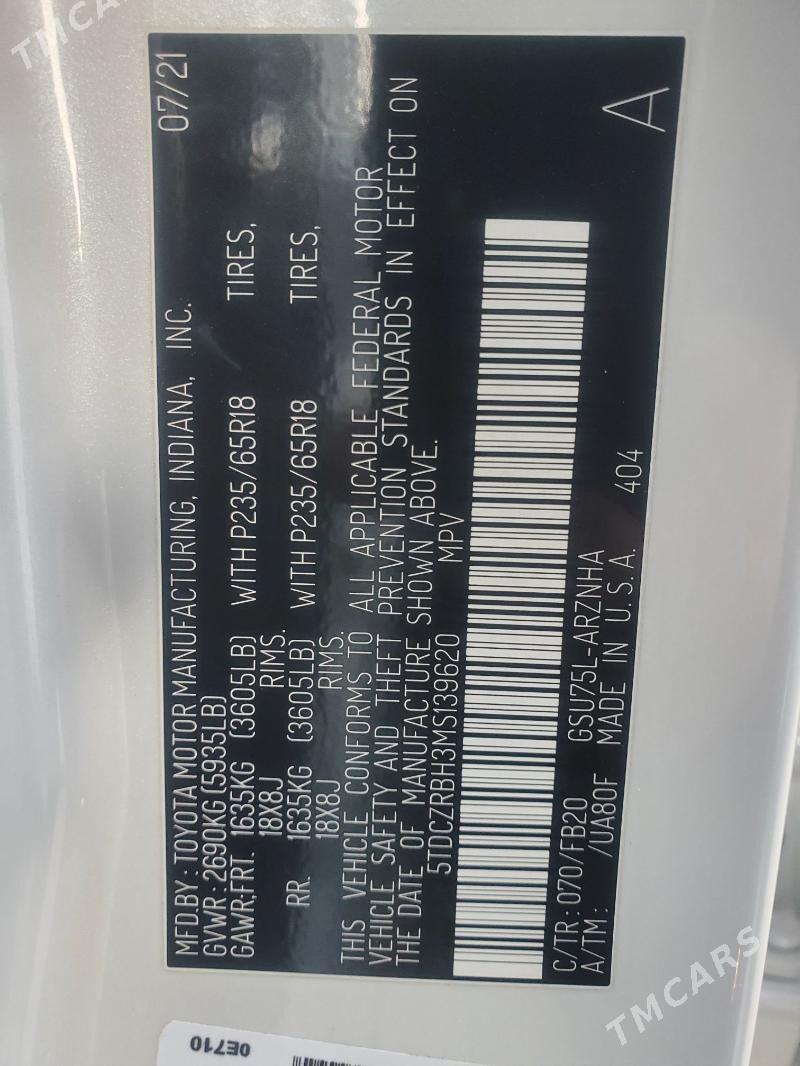 MFD.BY: TOYOTA MOTOR MANUFACTURING, INDIANA, INC. 07/21
GVWR: 2690KG (5935LB)
GAWR;FRT. 1635KG (3605LB) WITH P235/65R18 TIRES,
18X8J RIMS.
RR. 1635KG (3605LB) WITH P235/65R18 TIRES,
18X8J RIMS.
THIS VEHICLE CONFORMS TO ALL APPLICABLE FEDERAL MOTOR
VEHICLE SAFETY AND THEFT PREVENTION STANDARDS IN EFFECT ON
THE DATE OF MANUFACTURE SHOWN ABOVE.
5TDCZRBH3MS139620 MPV
C/TR: 070/FB20 GSU75L-ARZNHA
A/TM: /UA80F MADE IN U.S.A. 404 A
0E710
TMCARS
TMCARS